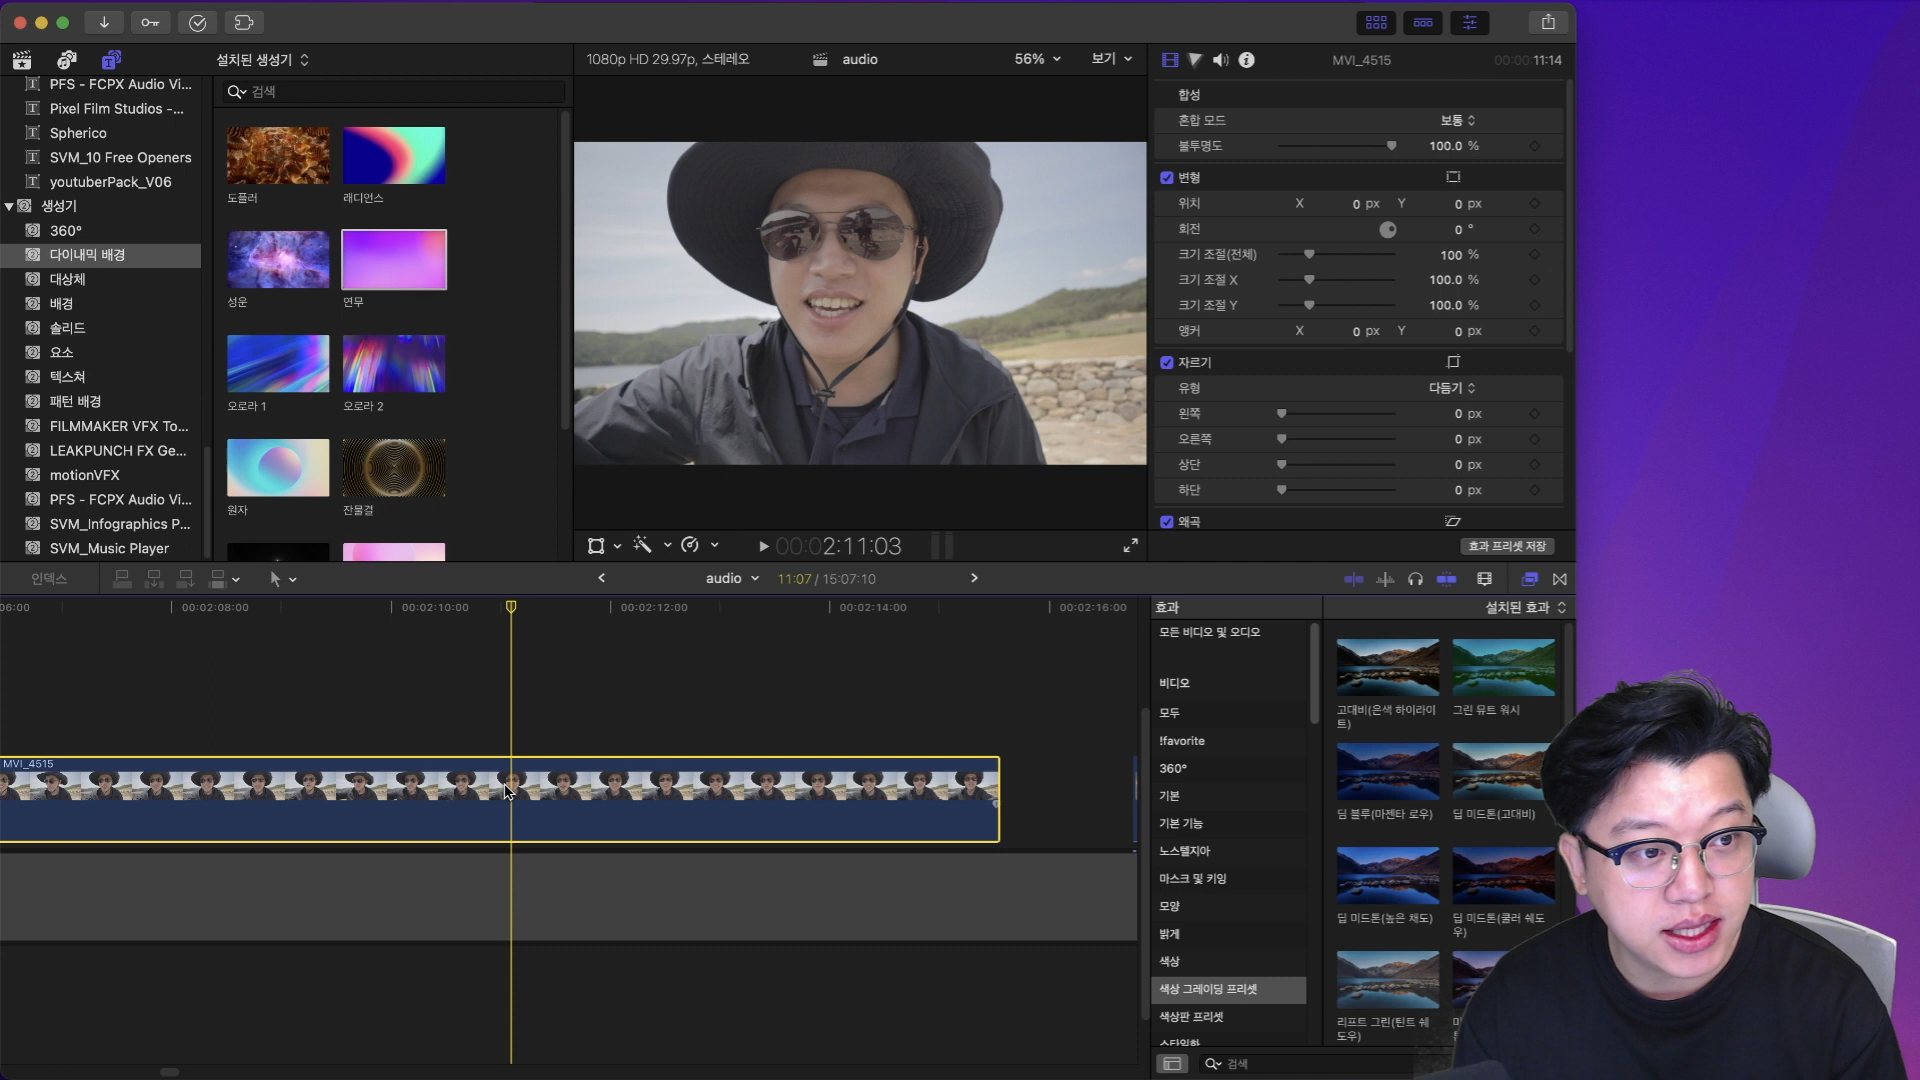 설치된 생성기
1080p HD 29.97p, 스테레오
audio
56%
보기
MVI_4515
00:00:11:14
PFS - FCPX Audio Vi...
Pixel Film Studios -...
Spherico
SVM_10 Free Openers
youtuberPack_V06
생성기
360°
다이내믹 배경
대상체
배경
솔리드
요소
텍스쳐
패턴 배경
FILMMAKER VFX To...
LEAKPUNCH FX Ge...
motionVFX
PFS - FCPX Audio Vi...
SVM_Infographics P...
SVM_Music Player
검색
도플러
래디언스
성운
연무
오로라 1
오로라 2
원자
잔물결
00:02:11:03
합성
혼합 모드 보통
불투명도 100.0 %
변형
위치 X 0 px Y 0 px
회전 0 °
크기 조절(전체) 100 %
크기 조절 X 100.0 %
크기 조절 Y 100.0 %
앵커 X 0 px Y 0 px
자르기
유형 다듬기
왼쪽 0 px
오른쪽 0 px
상단 0 px
하단 0 px
왜곡
효과 프리셋 저장
인덱스
audio
11:07 / 15:07:10
06:00
00:02:08:00
00:02:10:00
00:02:12:00
00:02:14:00
00:02:16:00
MVI_4515
효과
설치된 효과
모든 비디오 및 오디오
비디오
모두
!favorite
360°
기본
기본 기능
노스텔지아
마스크 및 키잉
모양
밝게
색상
색상 그레이딩 프리셋
색상판 프리셋
스타일화
고대비(은색 하이라이
트)
그린 뮤트 워시
딤 블루(마젠타 로우)
딥 미드톤(고대비)
딥 미드톤(높은 채도)
딥 미드톤(쿨러 쉐도
우)
리프트 그린(틴트 쉐
도우)
검색